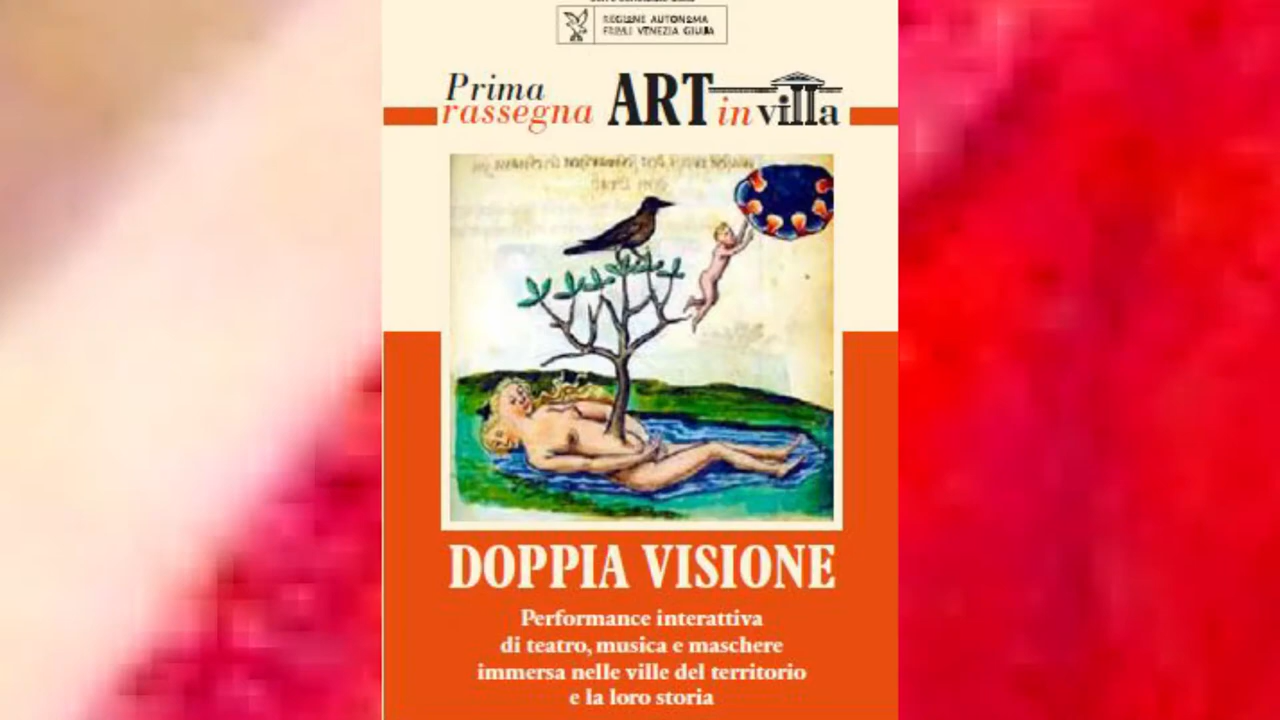 REGIONE AUTONOMA
FRIULI VENEZIA GIULIA
Prima
rassegna ART in villa
DOPPIA VISIONE
Performance interattiva
di teatro, musica e maschere
immersa nelle ville del territorio
e la loro storia